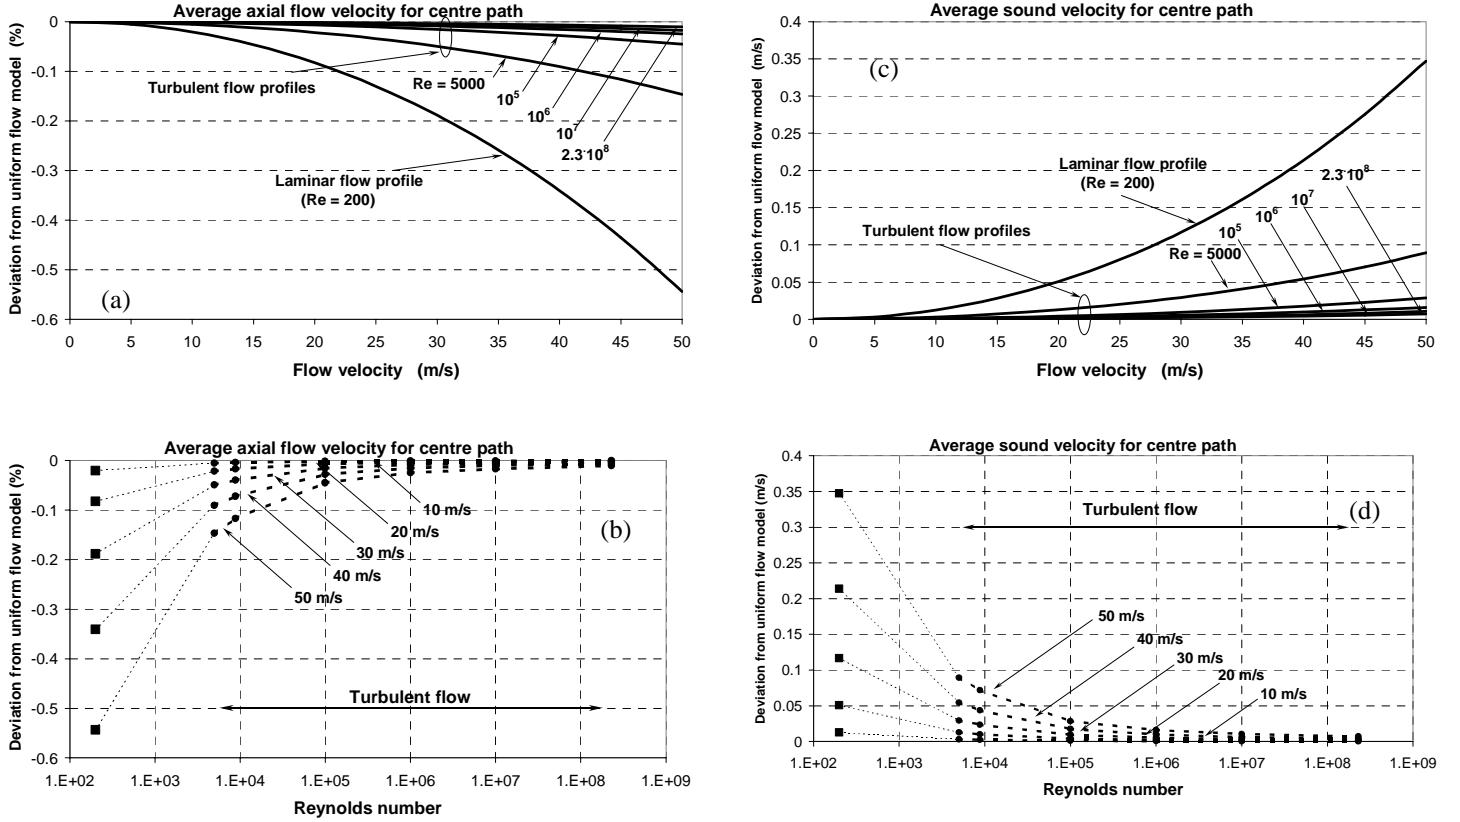 Average axial flow velocity for centre path
Deviation from uniform flow model (%)
0
-0.1
-0.2
-0.3
-0.4
-0.5
-0.6
Turbulent flow profiles
Re = 5000
10^5
10^6
10^7
2.3·10^8
Laminar flow profile
(Re = 200)
(a)
0 5 10 15 20 25 30 35 40 45 50
Flow velocity (m/s)
Average sound velocity for centre path
Deviation from uniform flow model (m/s)
0.4
0.35
0.3
0.25
0.2
0.15
0.1
0.05
0
(c)
Laminar flow profile
(Re = 200)
2.3·10^8
10^7
10^6
10^5
Re = 5000
Turbulent flow profiles
0 5 10 15 20 25 30 35 40 45 50
Flow velocity (m/s)
Average axial flow velocity for centre path
Deviation from uniform flow model (%)
0
-0.1
-0.2
-0.3
-0.4
-0.5
-0.6
10 m/s
20 m/s
30 m/s
40 m/s
50 m/s
(b)
Turbulent flow
1.E+02 1.E+03 1.E+04 1.E+05 1.E+06 1.E+07 1.E+08 1.E+09
Reynolds number
Average sound velocity for centre path
Deviation from uniform flow model (m/s)
0.4
0.35
0.3
0.25
0.2
0.15
0.1
0.05
0
Turbulent flow
(d)
50 m/s
40 m/s
30 m/s
20 m/s
10 m/s
1.E+02 1.E+03 1.E+04 1.E+05 1.E+06 1.E+07 1.E+08 1.E+09
Reynolds number